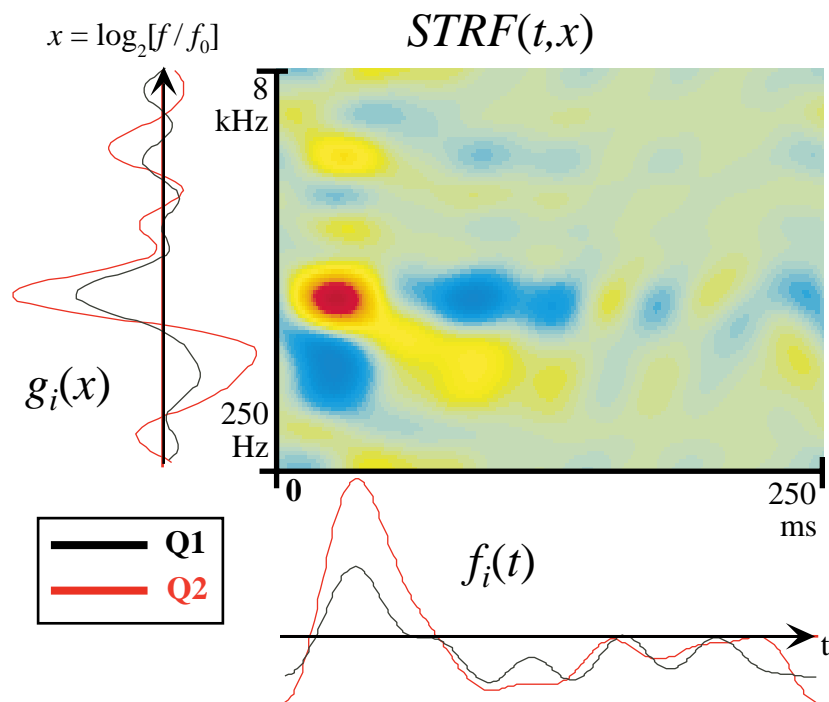 x = log₂[f / f₀]
STRF(t,x)
8
kHz
gᵢ(x)
250
Hz
0
250
ms
Q1
Q2
fᵢ(t)
t